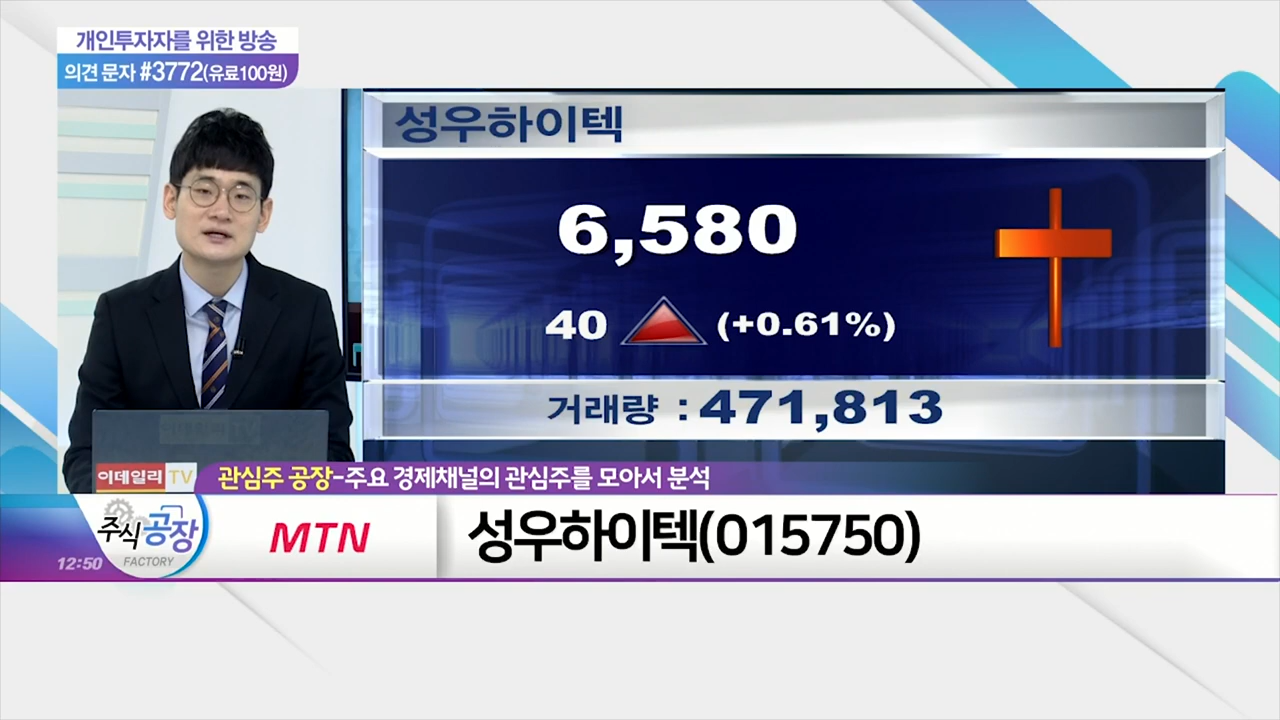 개인투자자를 위한 방송
의견 문자 #3772(유료100원)
성우하이텍
6,580
40 (+0.61%)
거래량 : 471,813
이데일리 TV
관심주 공장-주요 경제채널의 관심주를 모아서 분석
주식공장
FACTORY
12:50
MTN
성우하이텍(015750)